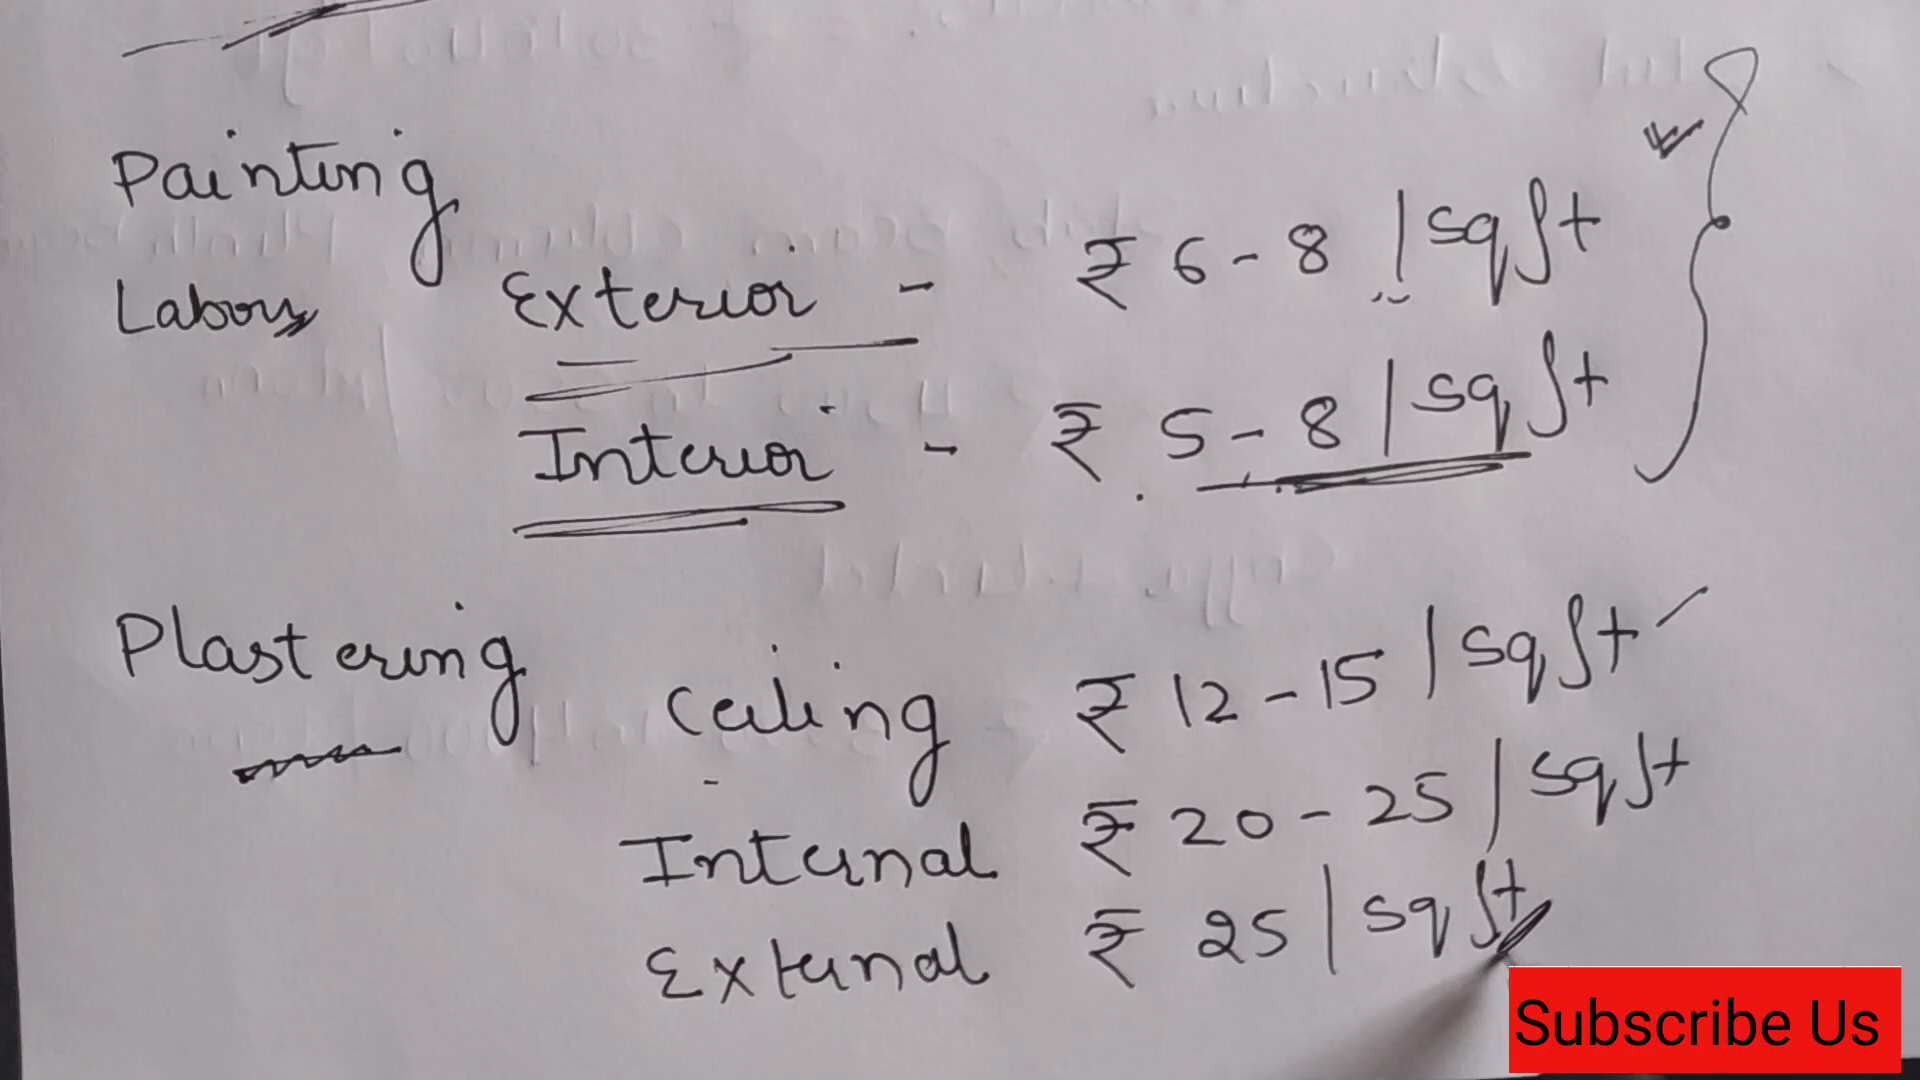 Painting
Labour Exterior - ₹ 6 - 8 | sqft
Interior - ₹ 5 - 8 | sqft
Plastering
Ceiling ₹ 12 - 15 | sqft
Internal ₹ 20 - 25 | sqft
External ₹ 25 | sqft
Subscribe Us